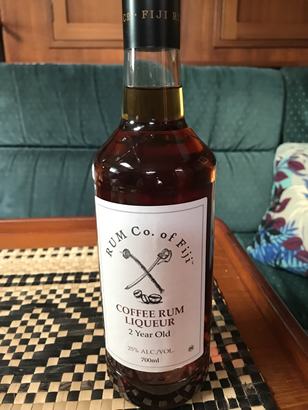 FIJI
RUM Co. of Fiji
COFFEE RUM
LIQUEUR
2 Year Old
25% ALC./VOL.
700ml